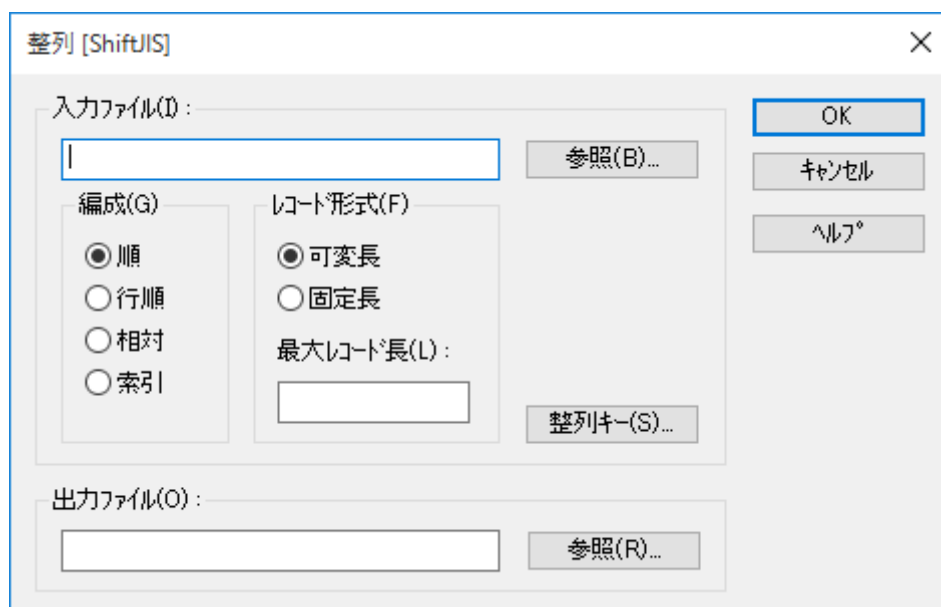 整列 [ShiftJIS]
入力ﾌｧｲﾙ(I) :
OK
参照(B)...
ｷｬﾝｾﾙ
編成(G)
ﾚｺｰﾄﾞ形式(F)
ﾍﾙﾌﾟ
順
可変長
行順
固定長
相対
最大ﾚｺｰﾄﾞ長(L) :
索引
整列ｷｰ(S)...
出力ﾌｧｲﾙ(O) :
参照(R)...